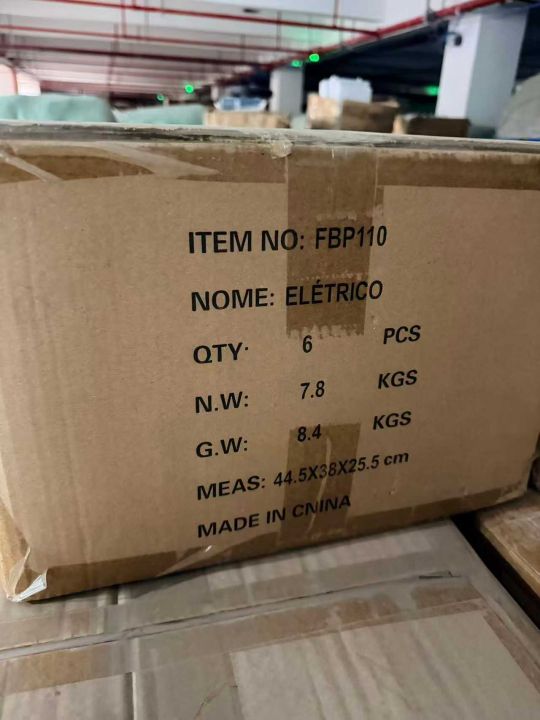 ITEM NO: FBP110
NOME: ELÉTRICO
QTY: 6 PCS
N.W: 7.8 KGS
G.W: 8.4 KGS
MEAS: 44.5X38X25.5 cm
MADE IN CNINA